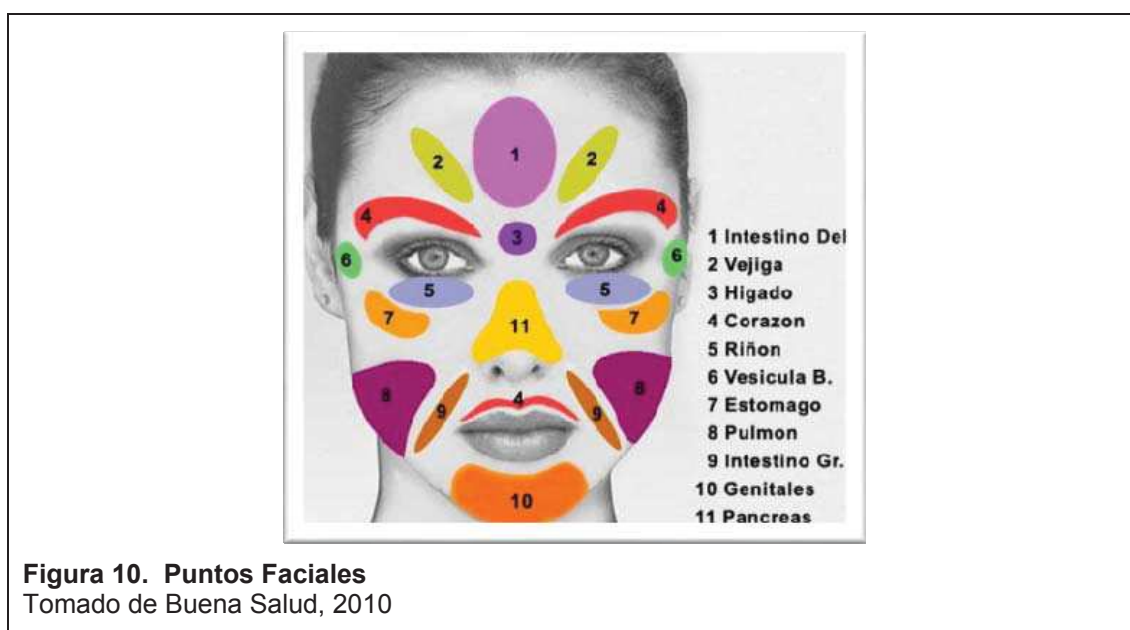 1
2
2
3
4
4
6
6
5
5
7
7
11
8
8
9
9
4
10
1 Intestino Del
2 Vejiga
3 Higado
4 Corazon
5 Riñon
6 Vesicula B.
7 Estomago
8 Pulmon
9 Intestino Gr.
10 Genitales
11 Pancreas
Figura 10. Puntos Faciales
Tomado de Buena Salud, 2010